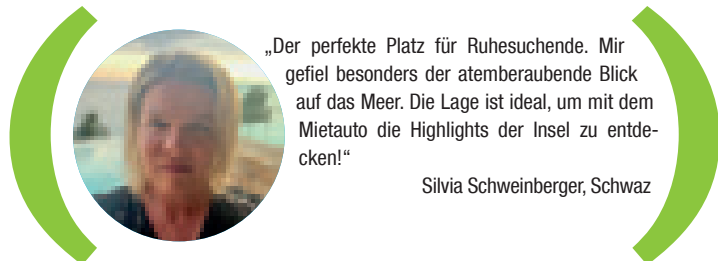 „Der perfekte Platz für Ruhesuchende. Mir
gefiel besonders der atemberaubende Blick
auf das Meer. Die Lage ist ideal, um mit dem
Mietauto die Highlights der Insel zu entde-
cken!“
Silvia Schweinberger, Schwaz